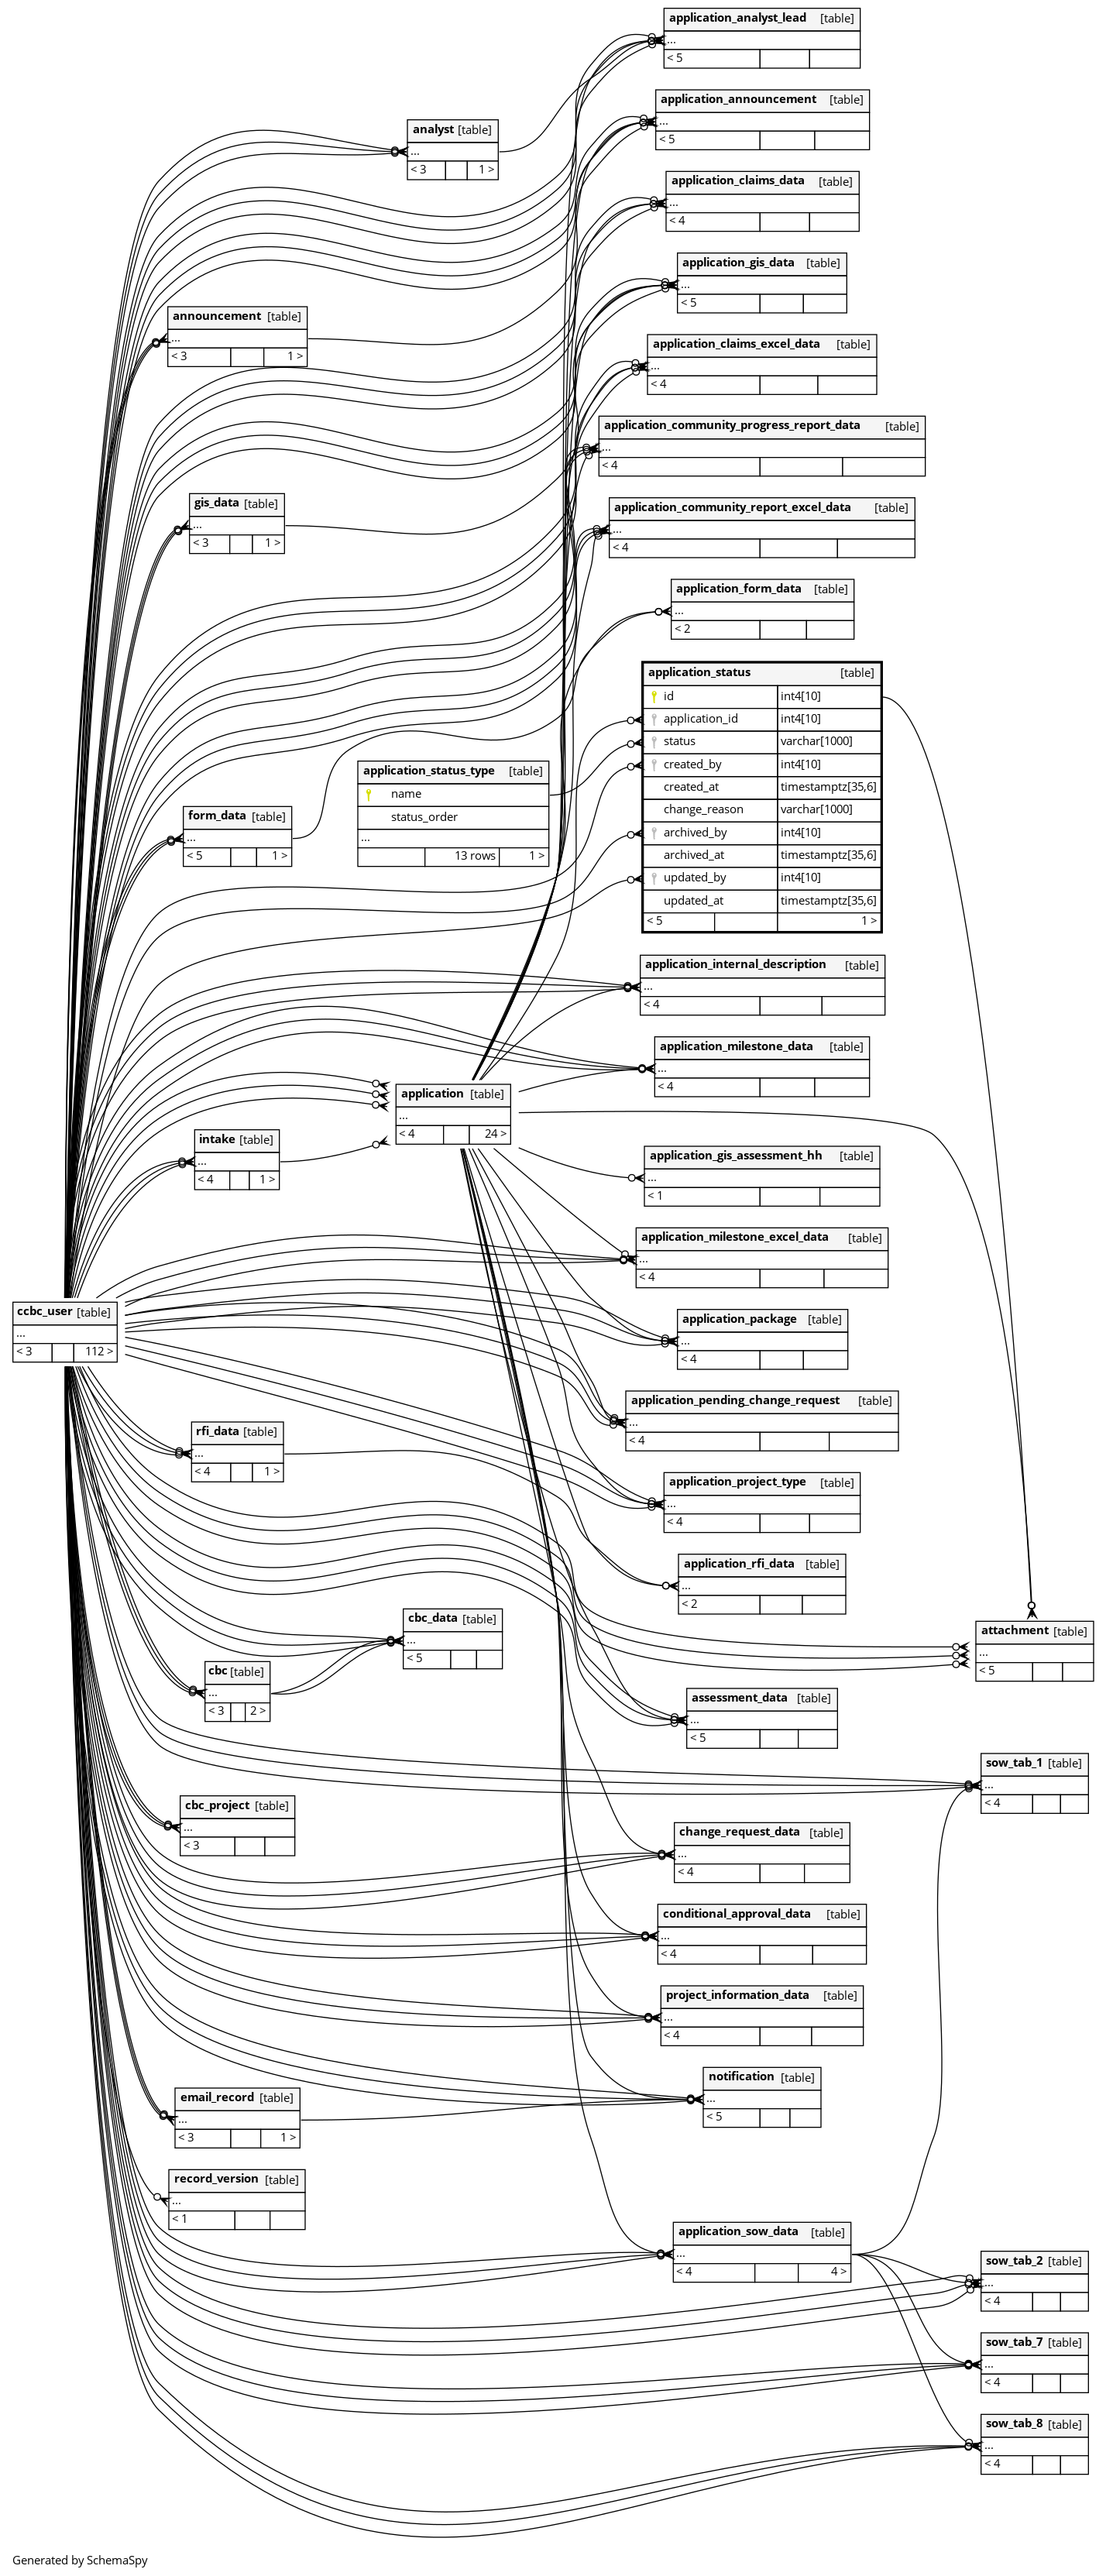 application_analyst_lead [table]
...
< 5
application_announcement [table]
...
< 5
analyst [table]
...
< 3 1 >
application_claims_data [table]
...
< 4
application_gis_data [table]
...
< 5
announcement [table]
...
< 3 1 >
application_claims_excel_data [table]
...
< 4
application_community_progress_report_data [table]
...
< 4
gis_data [table]
...
< 3 1 >
application_community_report_excel_data [table]
...
< 4
application_form_data [table]
...
< 2
application_status [table]
id int4[10]
application_id int4[10]
status varchar[1000]
created_by int4[10]
created_at timestamptz[35,6]
change_reason varchar[1000]
archived_by int4[10]
archived_at timestamptz[35,6]
updated_by int4[10]
updated_at timestamptz[35,6]
< 5 1 >
application_status_type [table]
name
status_order
...
13 rows 1 >
form_data [table]
...
< 5 1 >
application_internal_description [table]
...
< 4
application_milestone_data [table]
...
< 4
application [table]
...
< 4 24 >
intake [table]
...
< 4 1 >
application_gis_assessment_hh [table]
...
< 1
application_milestone_excel_data [table]
...
< 4
ccbc_user [table]
...
< 3 112 >
application_package [table]
...
< 4
application_pending_change_request [table]
...
< 4
rfi_data [table]
...
< 4 1 >
application_project_type [table]
...
< 4
application_rfi_data [table]
...
< 2
cbc_data [table]
...
< 5
attachment [table]
...
< 5
cbc [table]
...
< 3 2 >
assessment_data [table]
...
< 5
sow_tab_1 [table]
...
< 4
cbc_project [table]
...
< 3
change_request_data [table]
...
< 4
conditional_approval_data [table]
...
< 4
project_information_data [table]
...
< 4
notification [table]
...
< 5
email_record [table]
...
< 3 1 >
record_version [table]
...
< 1
application_sow_data [table]
...
< 4 4 >
sow_tab_2 [table]
...
< 4
sow_tab_7 [table]
...
< 4
sow_tab_8 [table]
...
< 4
Generated by SchemaSpy